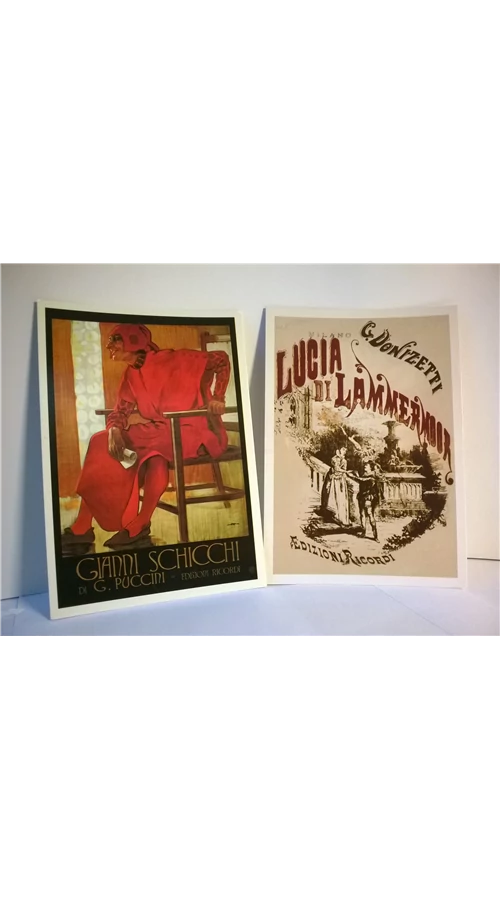 GIANNI SCHICCHI
DI G. PUCCINI - EDIZIONI RICORDI
MILANO
C. DONIZETTI
LUCIA
DI LAMMERMOOR
EDIZIONI RICORDI